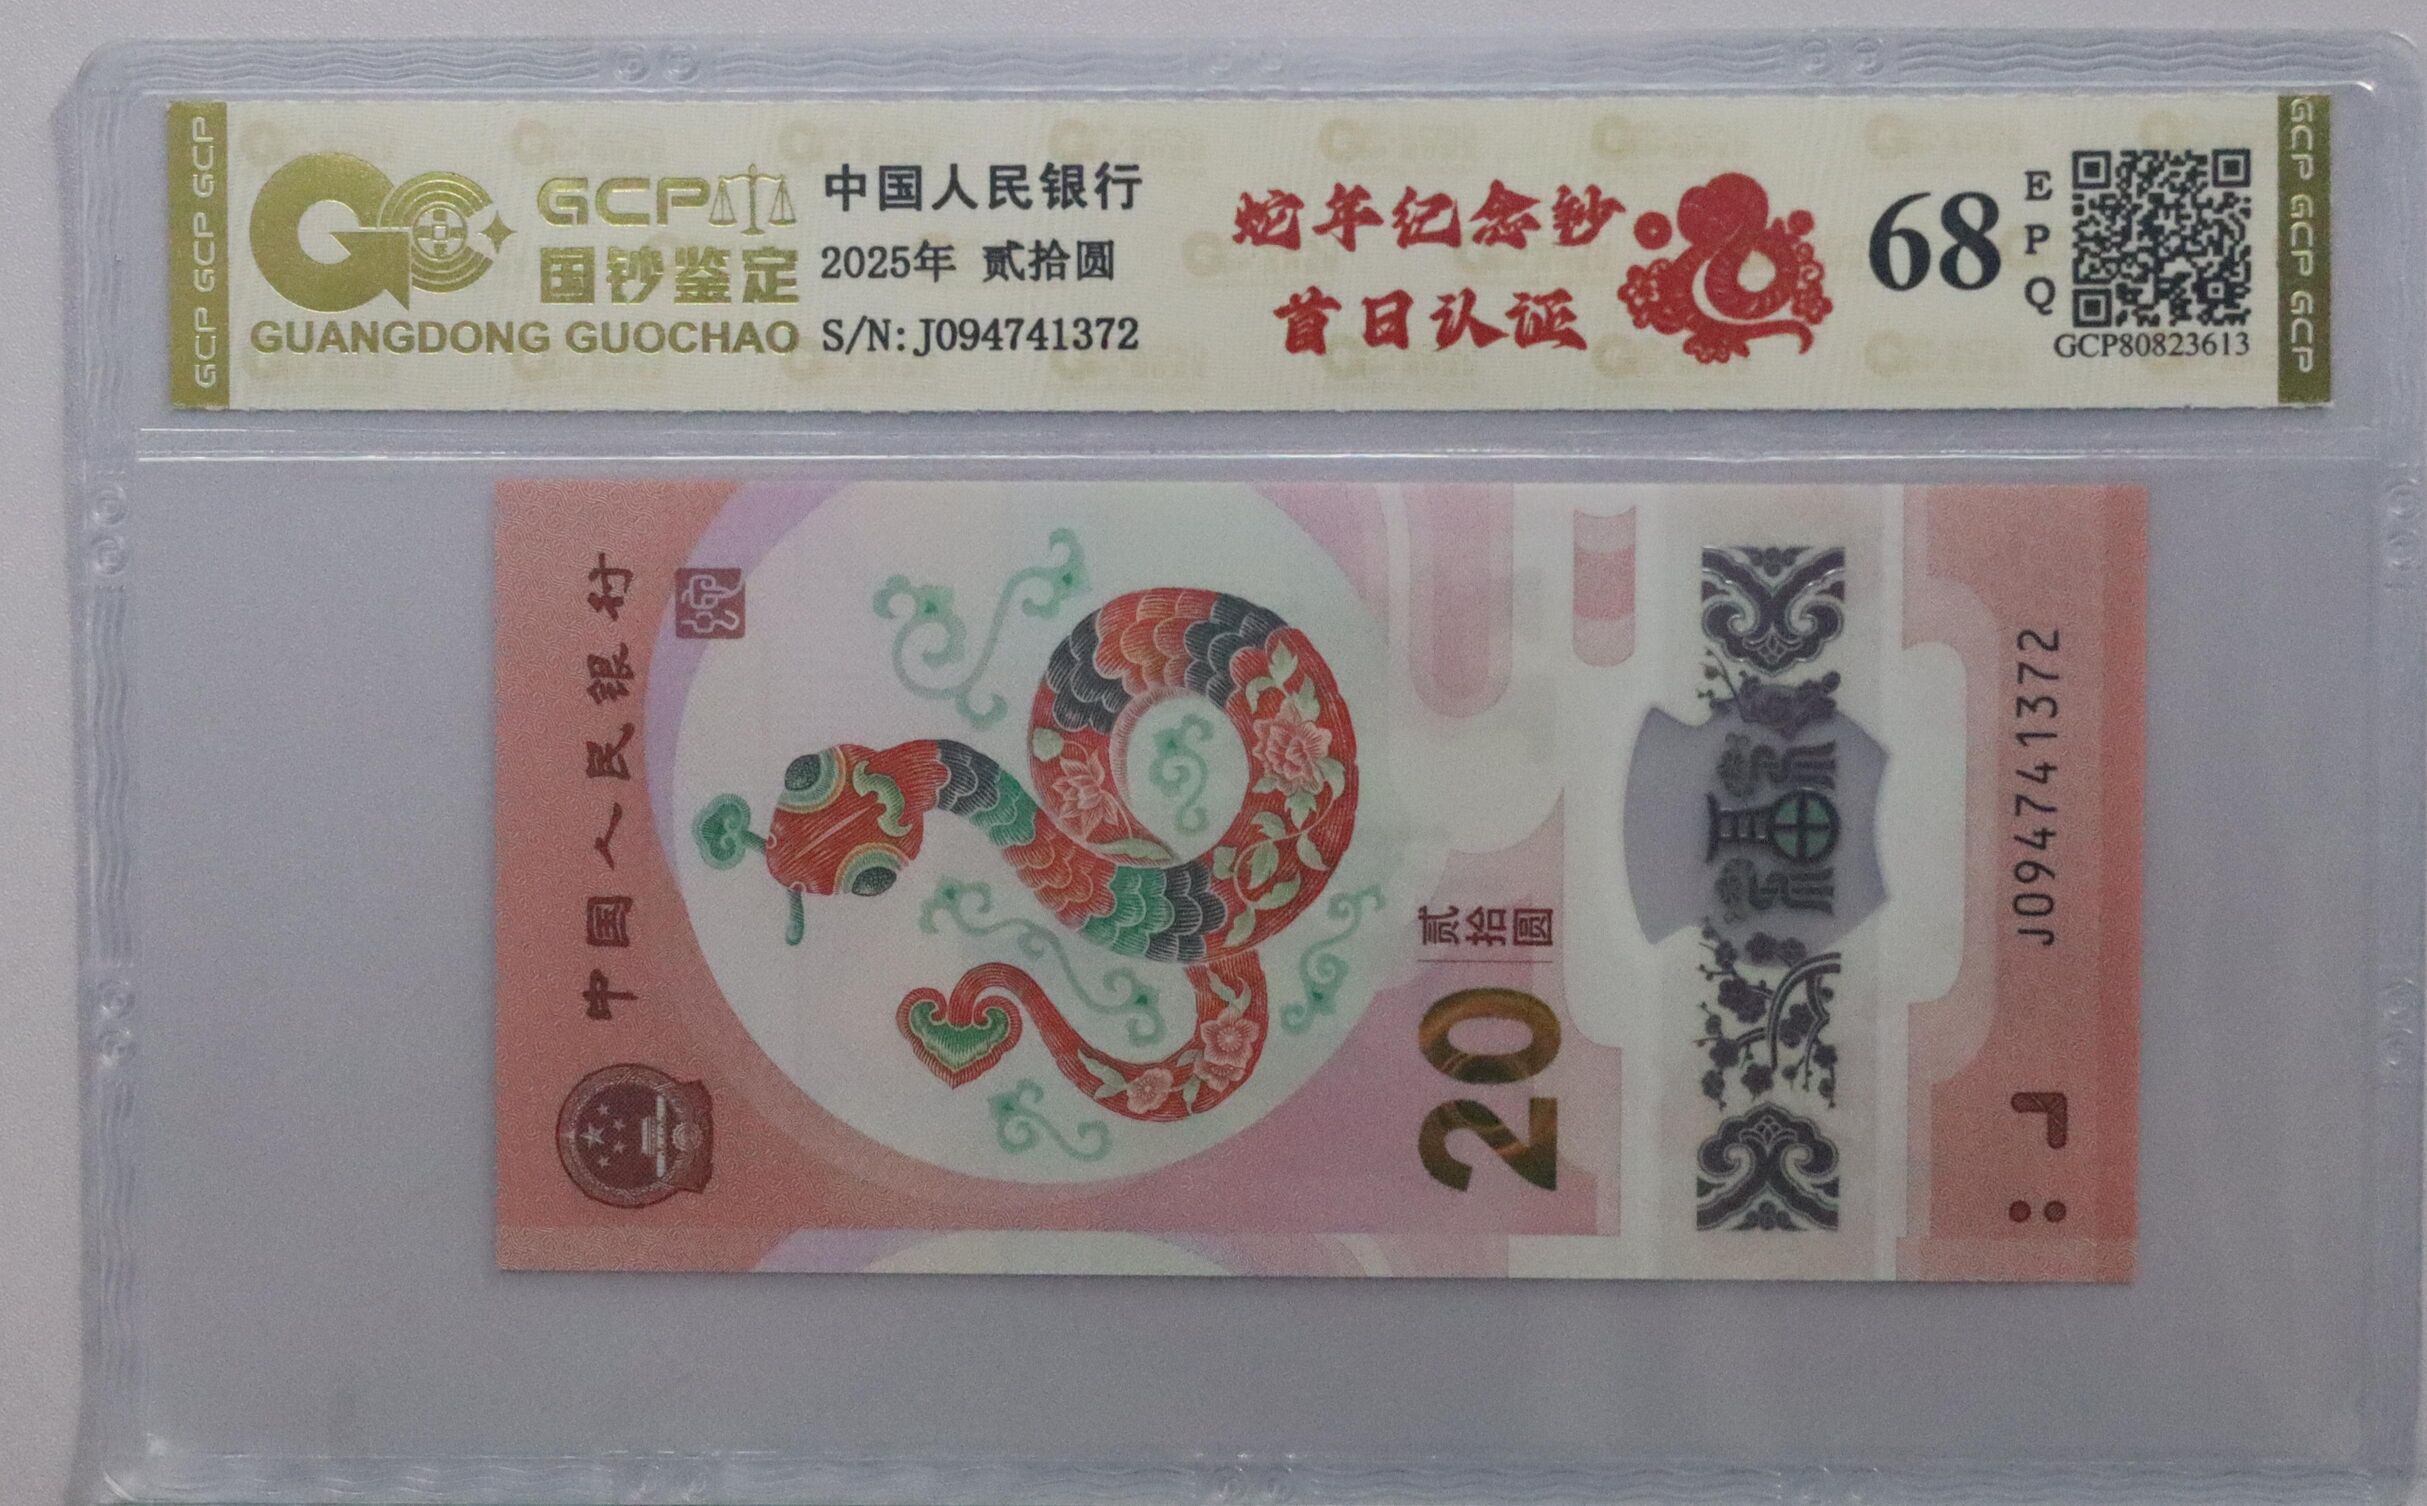 GCP GCP GCP
GCP
国钞鉴定
GUANGDONG GUOCHAO
中国人民银行
2025年 贰拾圆
S/N: J094741372
蛇年纪念钞
首日认证
68
EPQ
GCP80823613
GCP GCP GCP
中国人民银行
贰拾圆
20
福
J094741372
J